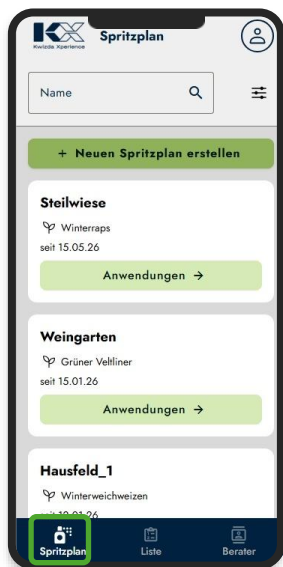 KX
Kwizda Xperience
Spritzplan
Name
+ Neuen Spritzplan erstellen
Steilwiese
Winterraps
seit 15.05.26
Anwendungen →
Weingarten
Grüner Veltliner
seit 15.01.26
Anwendungen →
Hausfeld_1
Winterweichweizen
Spritzplan
Liste
Berater